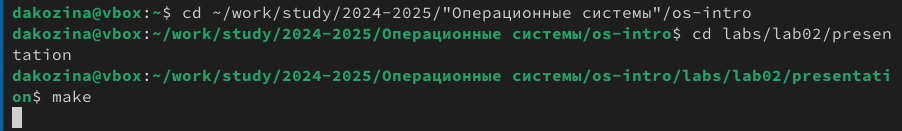 dakozina@vbox:~$ cd ~/work/study/2024-2025/"Операционные системы"/os-intro
dakozina@vbox:~/work/study/2024-2025/Операционные системы/os-intro$ cd labs/lab02/presen
tation
dakozina@vbox:~/work/study/2024-2025/Операционные системы/os-intro/labs/lab02/presentati
on$ make